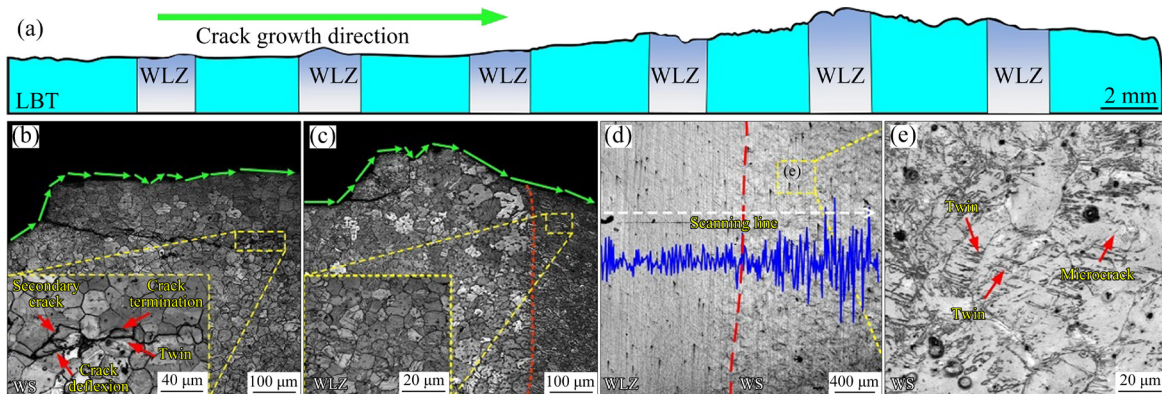 (a)
Crack growth direction
WLZ
WLZ
WLZ
WLZ
WLZ
WLZ
LBT
2 mm
(b)
Secondary
crack
Crack
termination
Twin
Crack
deflexion
WS
40 μm
100 μm
(c)
WLZ
20 μm
100 μm
(d)
(e)
Scanning line
WLZ
WS
400 μm
(e)
Twin
Microcrack
Twin
WS
20 μm